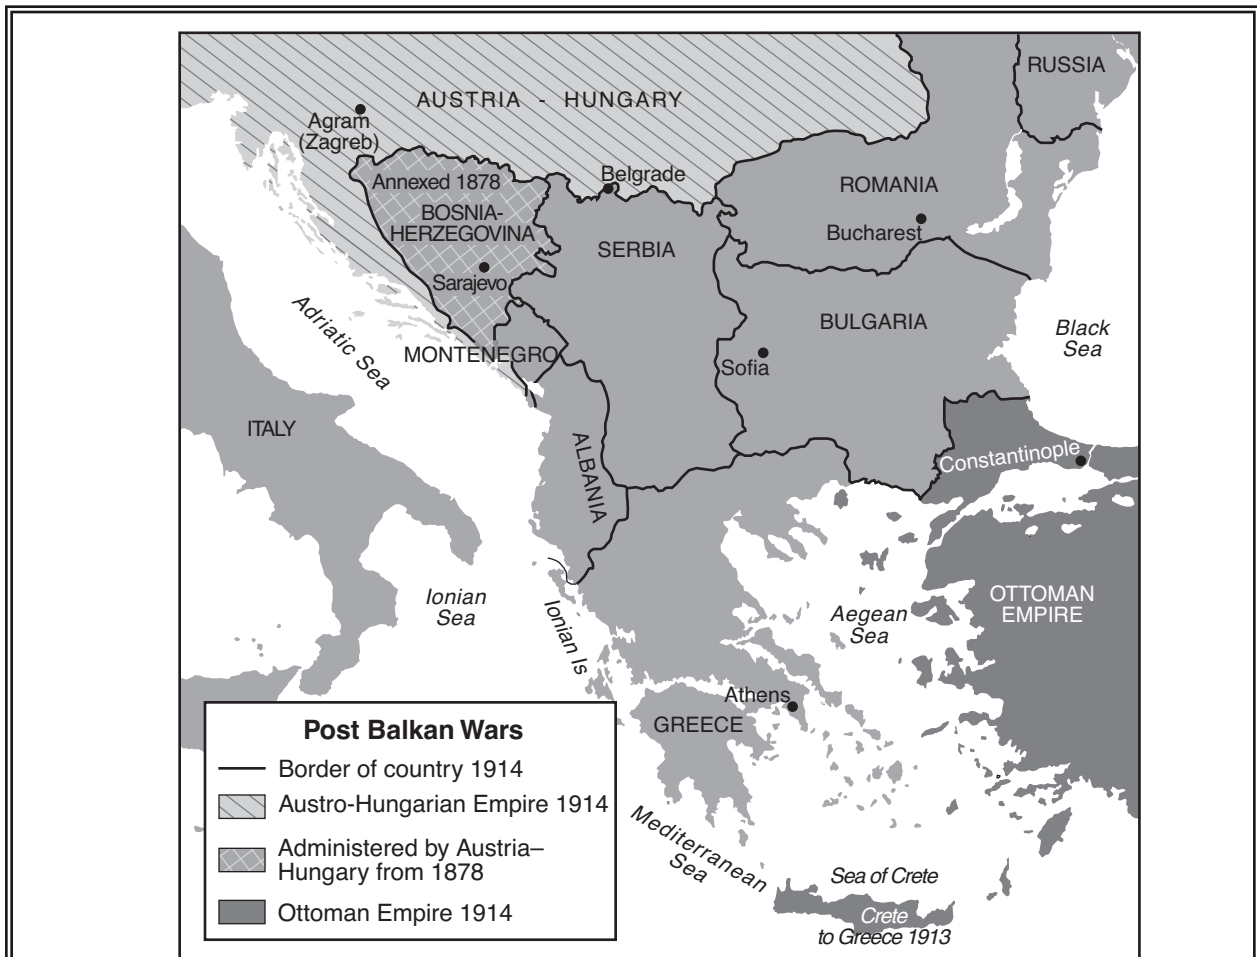 RUSSIA
AUSTRIA - HUNGARY
Agram
(Zagreb)
Belgrade
Annexed 1878
ROMANIA
BOSNIA-
HERZEGOVINA
Bucharest
SERBIA
Sarajevo
Adriatic Sea
BULGARIA
Black
Sea
MONTENEGRO
Sofia
ITALY
ALBANIA
Constantinople
Ionian
Sea
Ionian Is
Aegean
Sea
OTTOMAN
EMPIRE
Athens
GREECE
Mediterranean
Sea
Sea of Crete
Crete
to Greece 1913
Post Balkan Wars
Border of country 1914
Austro-Hungarian Empire 1914
Administered by Austria–
Hungary from 1878
Ottoman Empire 1914